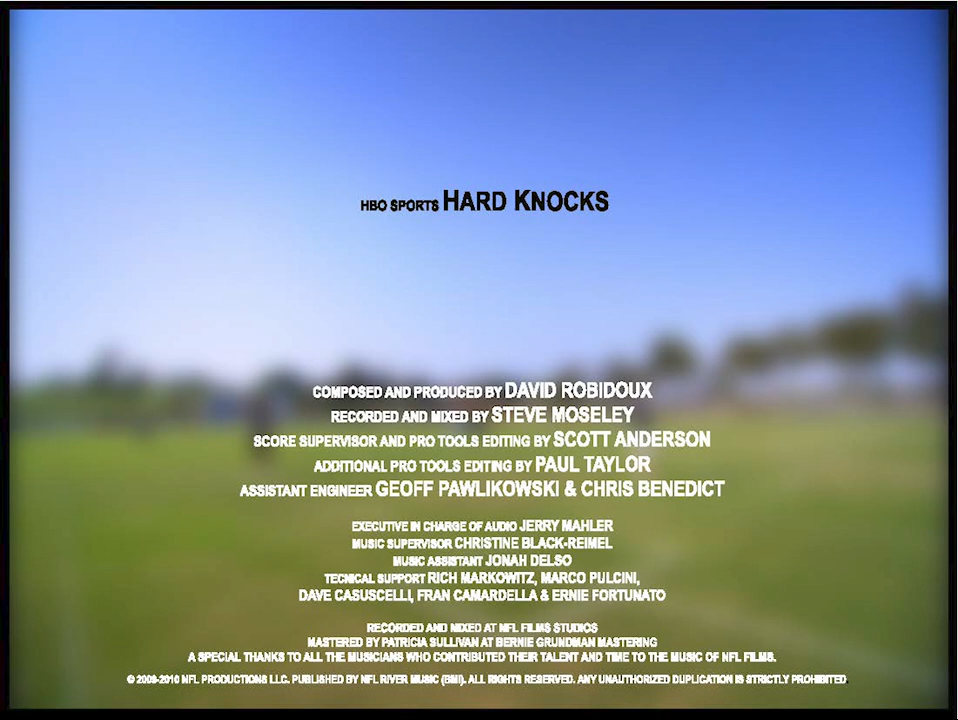 HBO SPORTS HARD KNOCKS
COMPOSED AND PRODUCED BY DAVID ROBIDOUX
RECORDED AND MIXED BY STEVE MOSELEY
SCORE SUPERVISOR AND PRO TOOLS EDITING BY SCOTT ANDERSON
ADDITIONAL PRO TOOLS EDITING BY PAUL TAYLOR
ASSISTANT ENGINEER GEOFF PAWLIKOWSKI & CHRIS BENEDICT
EXECUTIVE IN CHARGE OF AUDIO JERRY MAHLER
MUSIC SUPERVISOR CHRISTINE BLACK-REIMEL
MUSIC ASSISTANT JONAH DELSO
TECNICAL SUPPORT RICH MARKOWITZ, MARCO PULCINI,
DAVE CASUSCELLI, FRAN CAMARDELLA & ERNIE FORTUNATO
RECORDED AND MIXED AT NFL FILMS STUDIOS
MASTERED BY PATRICIA SULLIVAN AT BERNIE GRUNDMAN MASTERING
A SPECIAL THANKS TO ALL THE MUSICIANS WHO CONTRIBUTED THEIR TALENT AND TIME TO THE MUSIC OF NFL FILMS.
© 2009-2010 NFL PRODUCTIONS LLC. PUBLISHED BY NFL RIVER MUSIC (BMI). ALL RIGHTS RESERVED. ANY UNAUTHORIZED DUPLICATION IS STRICTLY PROHIBITED